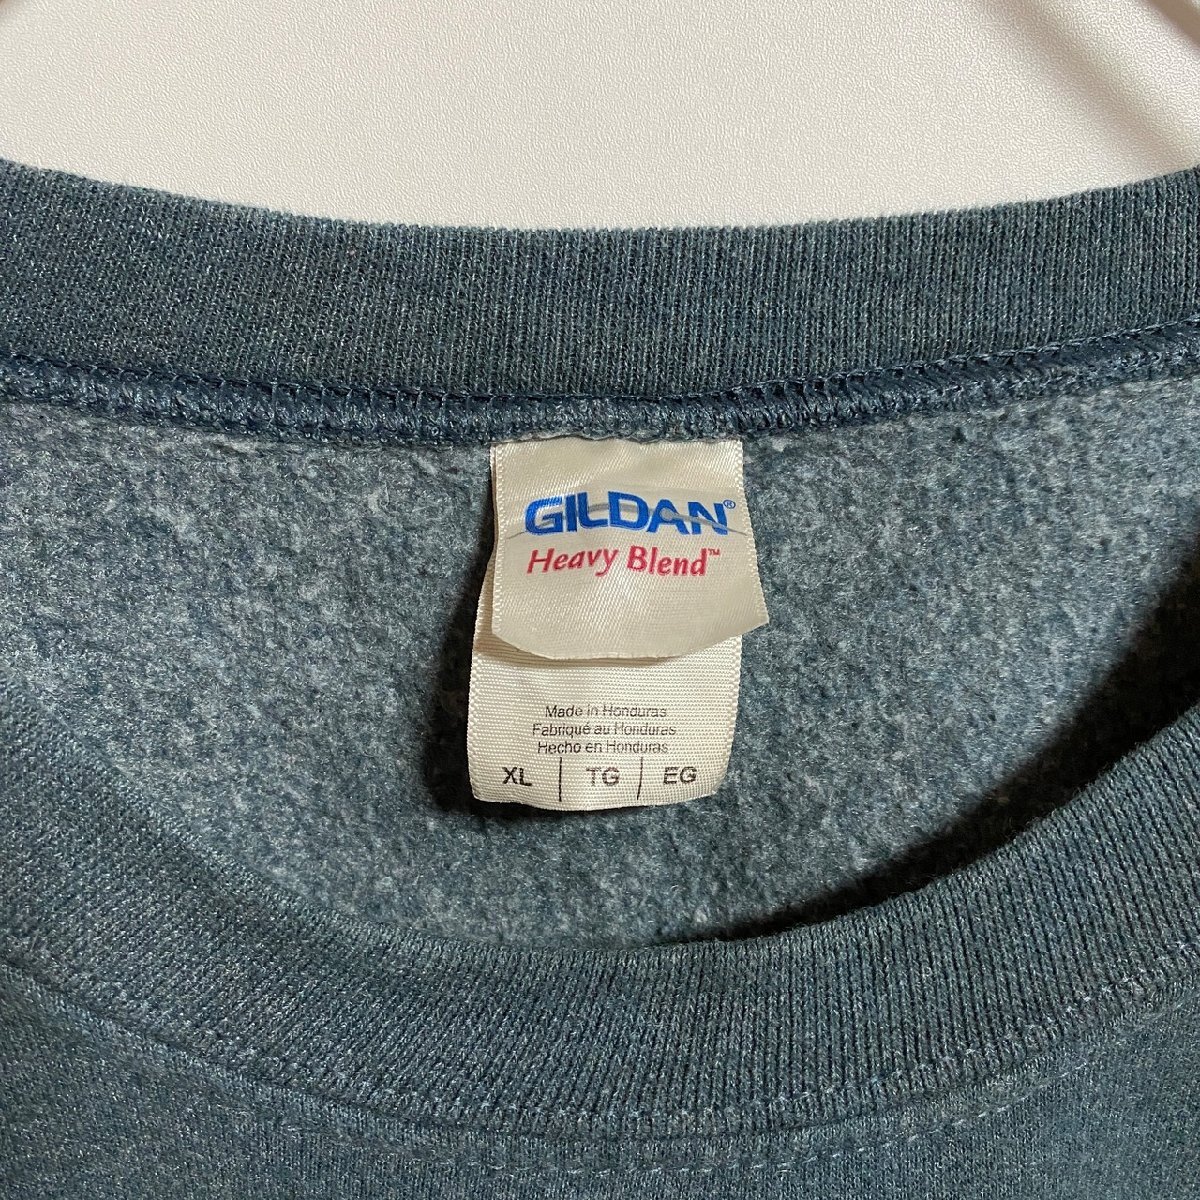 GILDAN®
Heavy Blend™
Made in Honduras
Fabriqué au Honduras
Hecho en Honduras
XL | TG | EG